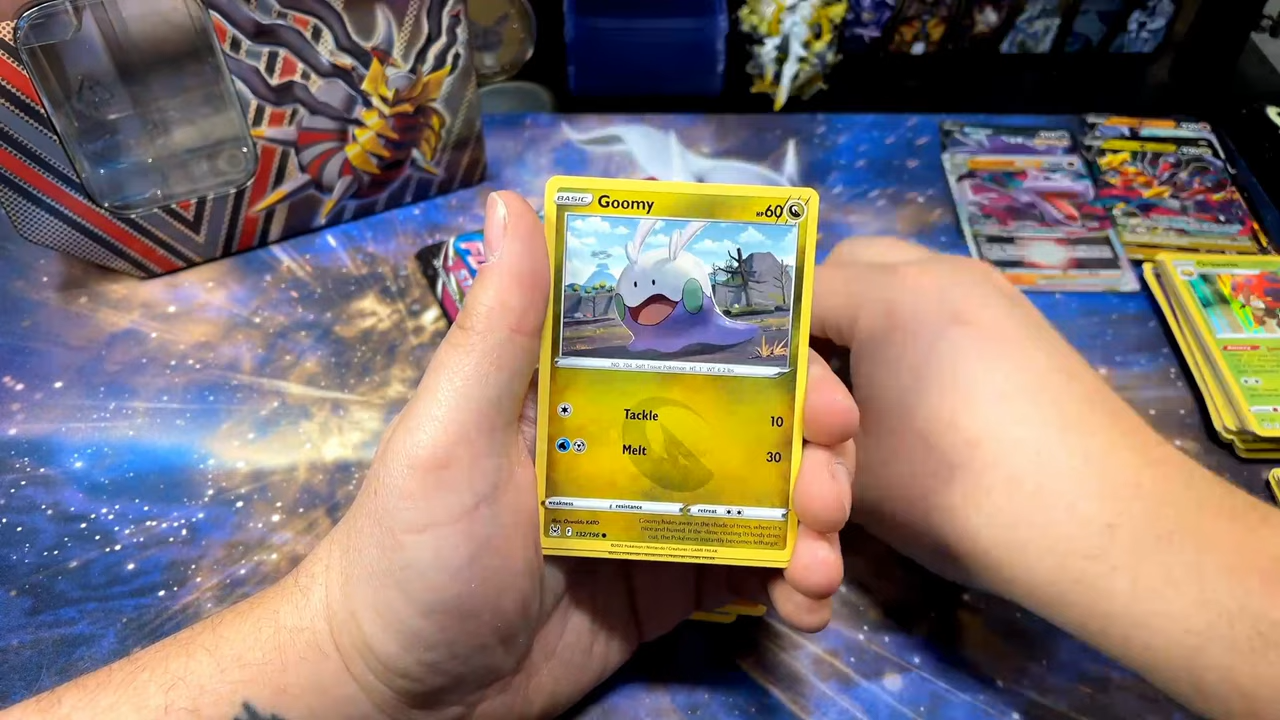 BASIC Goomy HP 60
NO. 704 Soft Tissue Pokémon HT: 1' WT: 6.2 lbs.
Tackle 10
Melt 30
weakness resistance retreat
Illus. Oswaldo KATO
Goomy hides away in the shade of trees, where it's
nice and humid. If the slime coating its body dries
out, the Pokémon instantly becomes lethargic.
132/196
©2022 Pokémon / Nintendo / Creatures / GAME FREAK